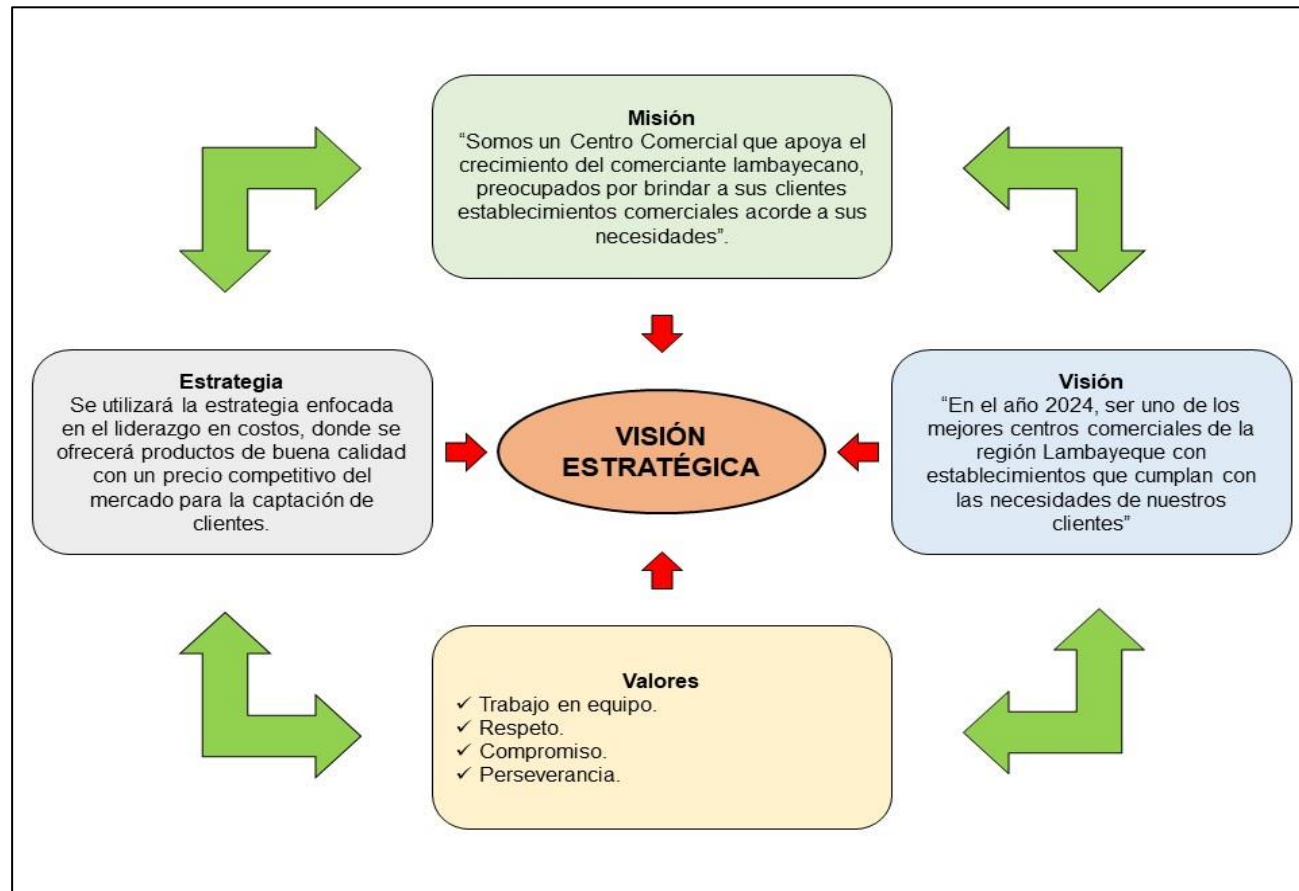 Misión
“Somos un Centro Comercial que apoya el
crecimiento del comerciante lambayecano,
preocupados por brindar a sus clientes
establecimientos comerciales acorde a sus
necesidades”.
Estrategia
Se utilizará la estrategia enfocada
en el liderazgo en costos, donde se
ofrecerá productos de buena calidad
con un precio competitivo del
mercado para la captación de
clientes.
VISIÓN
ESTRATÉGICA
Visión
“En el año 2024, ser uno de los
mejores centros comerciales de la
región Lambayeque con
establecimientos que cumplan con
las necesidades de nuestros
clientes”
Valores
✓ Trabajo en equipo.
✓ Respeto.
✓ Compromiso.
✓ Perseverancia.